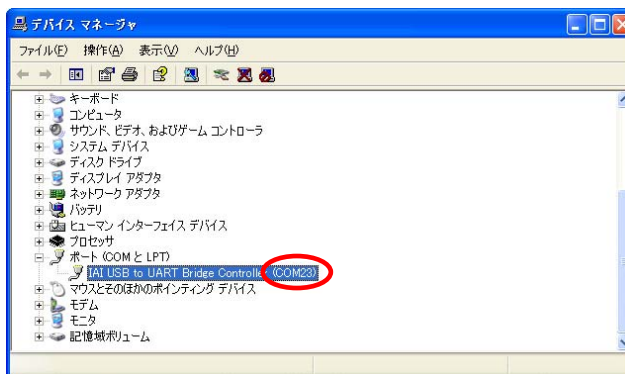 デバイス マネージャ
ファイル(F) 操作(A) 表示(V) ヘルプ(H)
キーボード
コンピュータ
サウンド、ビデオ、およびゲーム コントローラ
システム デバイス
ディスク ドライブ
ディスプレイ アダプタ
ネットワーク アダプタ
バッテリ
ヒューマン インターフェイス デバイス
プロセッサ
ポート (COM と LPT)
IAI USB to UART Bridge Controller (COM23)
マウスとそのほかのポインティング デバイス
モデム
モニタ
記憶域ボリューム